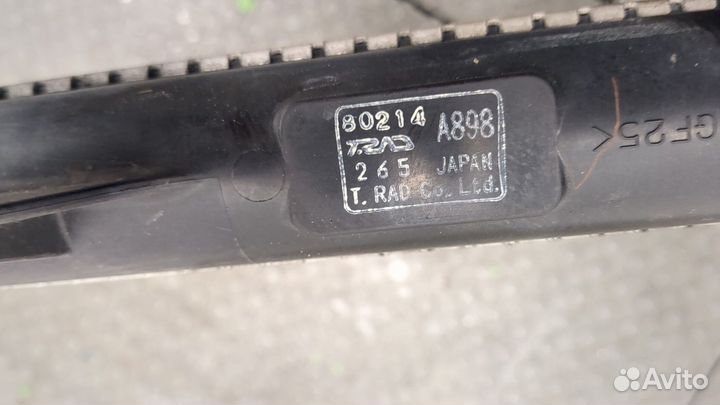 80214 A898
T.RAD
265 JAPAN
T. RAD Co., Ltd.
GF25<
Avito